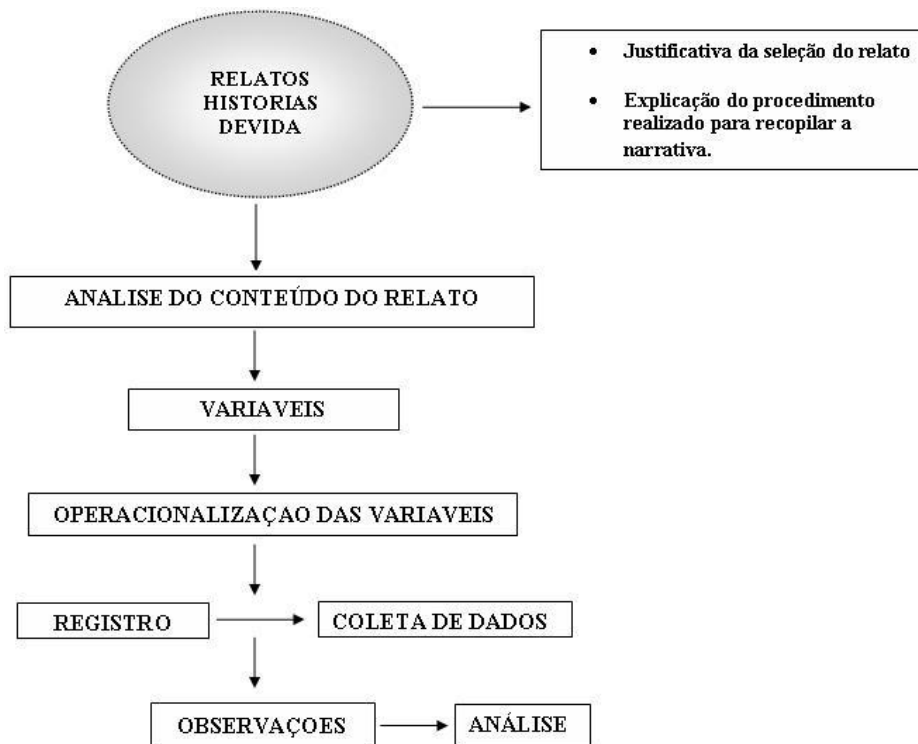 RELATOS
HISTORIAS
DEVIDA
• Justificativa da seleção do relato
• Explicação do procedimento
realizado para recopilar a
narrativa.
ANALISE DO CONTEÚDO DO RELATO
VARIAVEIS
OPERACIONALIZAÇAO DAS VARIAVEIS
REGISTRO
COLETA DE DADOS
OBSERVAÇOES
ANÁLISE